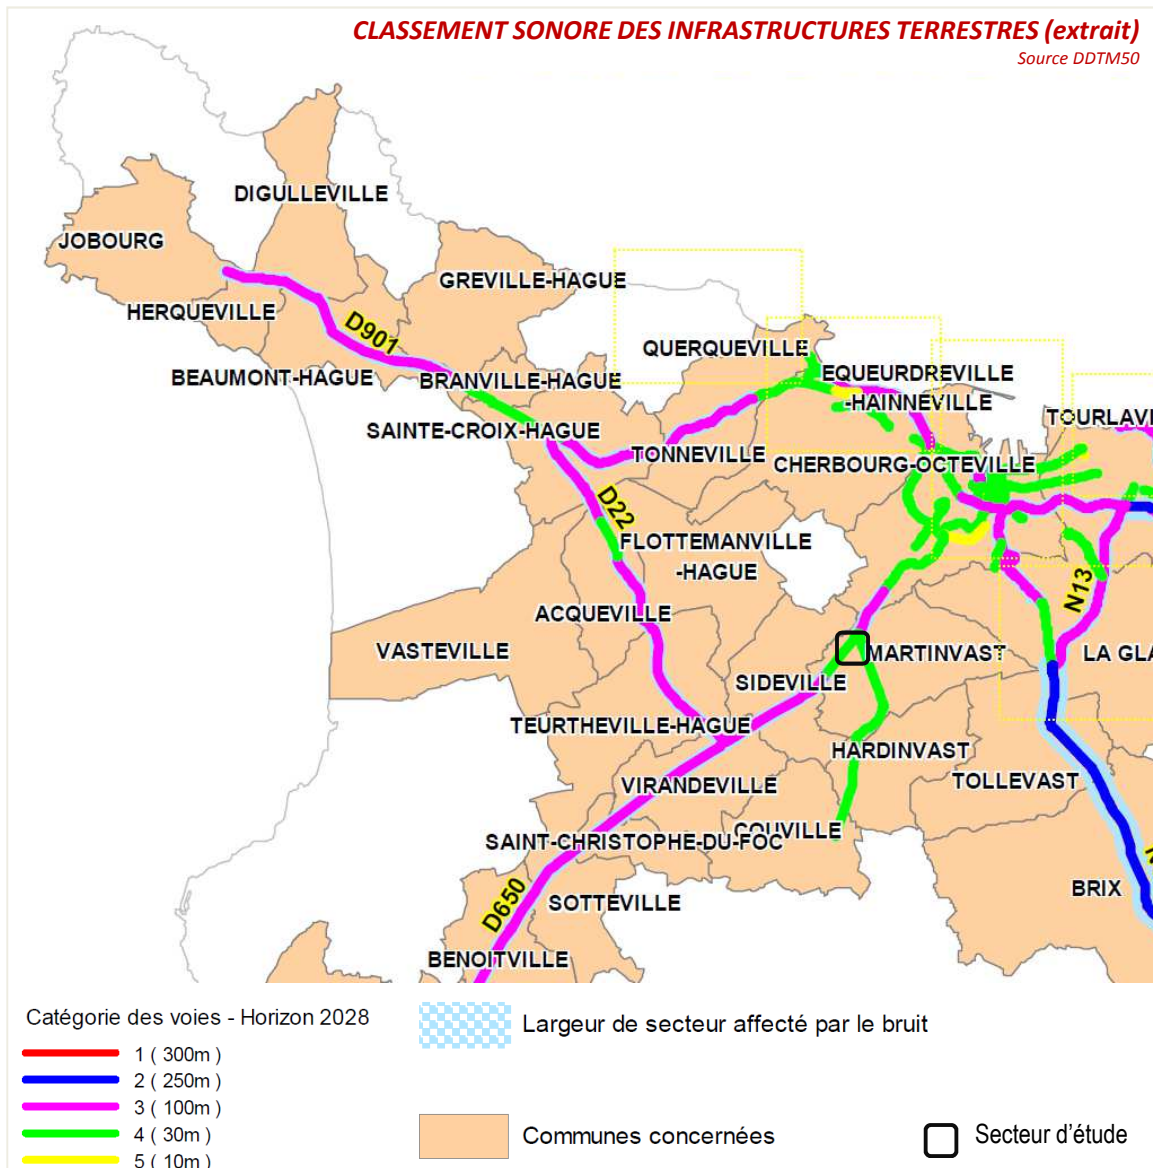 CLASSEMENT SONORE DES INFRASTRUCTURES TERRESTRES (extrait)
Source DDTM50
DIGULLEVILLE
JOBOURG
GREVILLE-HAGUE
HERQUEVILLE
D901
QUERQUEVILLE
BEAUMONT-HAGUE
BRANVILLE-HAGUE
EQUEURDREVILLE
-HAINNEVILLE
TOURLAVI
SAINTE-CROIX-HAGUE
TONNEVILLE
CHERBOURG-OCTEVILLE
D22
FLOTTEMANVILLE
-HAGUE
N13
ACQUEVILLE
VASTEVILLE
MARTINVAST
LA GLA
SIDEVILLE
TEURTHEVILLE-HAGUE
HARDINVAST
VIRANDEVILLE
TOLLEVAST
COUVILLE
SAINT-CHRISTOPHE-DU-FOC
BRIX
D650
SOTTEVILLE
BENOITVILLE
Catégorie des voies - Horizon 2028
1 ( 300m )
2 ( 250m )
3 ( 100m )
4 ( 30m )
5 ( 10m )
Largeur de secteur affecté par le bruit
Communes concernées
Secteur d'étude